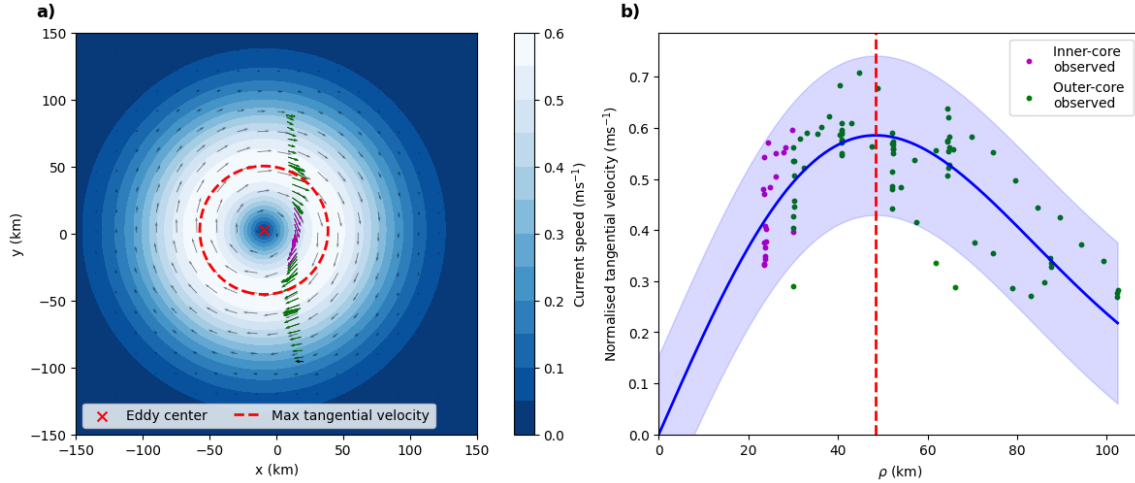 a)
150
100
50
0
−50
−100
−150
y (km)
−150
−100
−50
0
50
100
150
x (km)
Eddy center
Max tangential velocity
0.6
0.5
0.4
0.3
0.2
0.1
0.0
Current speed (ms⁻¹)
b)
0.7
0.6
0.5
0.4
0.3
0.2
0.1
0.0
Normalised tangential velocity (ms⁻¹)
0
20
40
60
80
100
ρ (km)
Inner-core
observed
Outer-core
observed